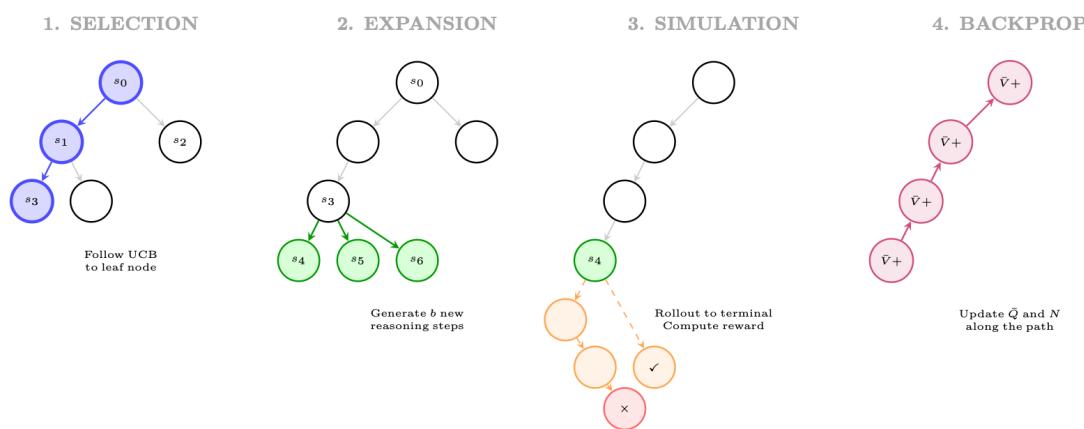 1. SELECTION
2. EXPANSION
3. SIMULATION
4. BACKPROP
s0
s1
s2
s3
Follow UCB
to leaf node
s0
s3
s4
s5
s6
Generate b new
reasoning steps
s4
✓
×
Rollout to terminal
Compute reward
V̄+
V̄+
V̄+
V̄+
Update Q̄ and N
along the path